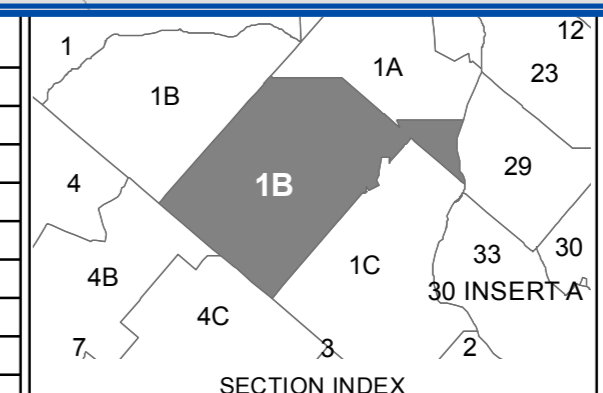 12
1
1A
23
1B
29
4
1B
33
30
1C
4B
30 INSERT A
4C
7
3
2
SECTION INDEX